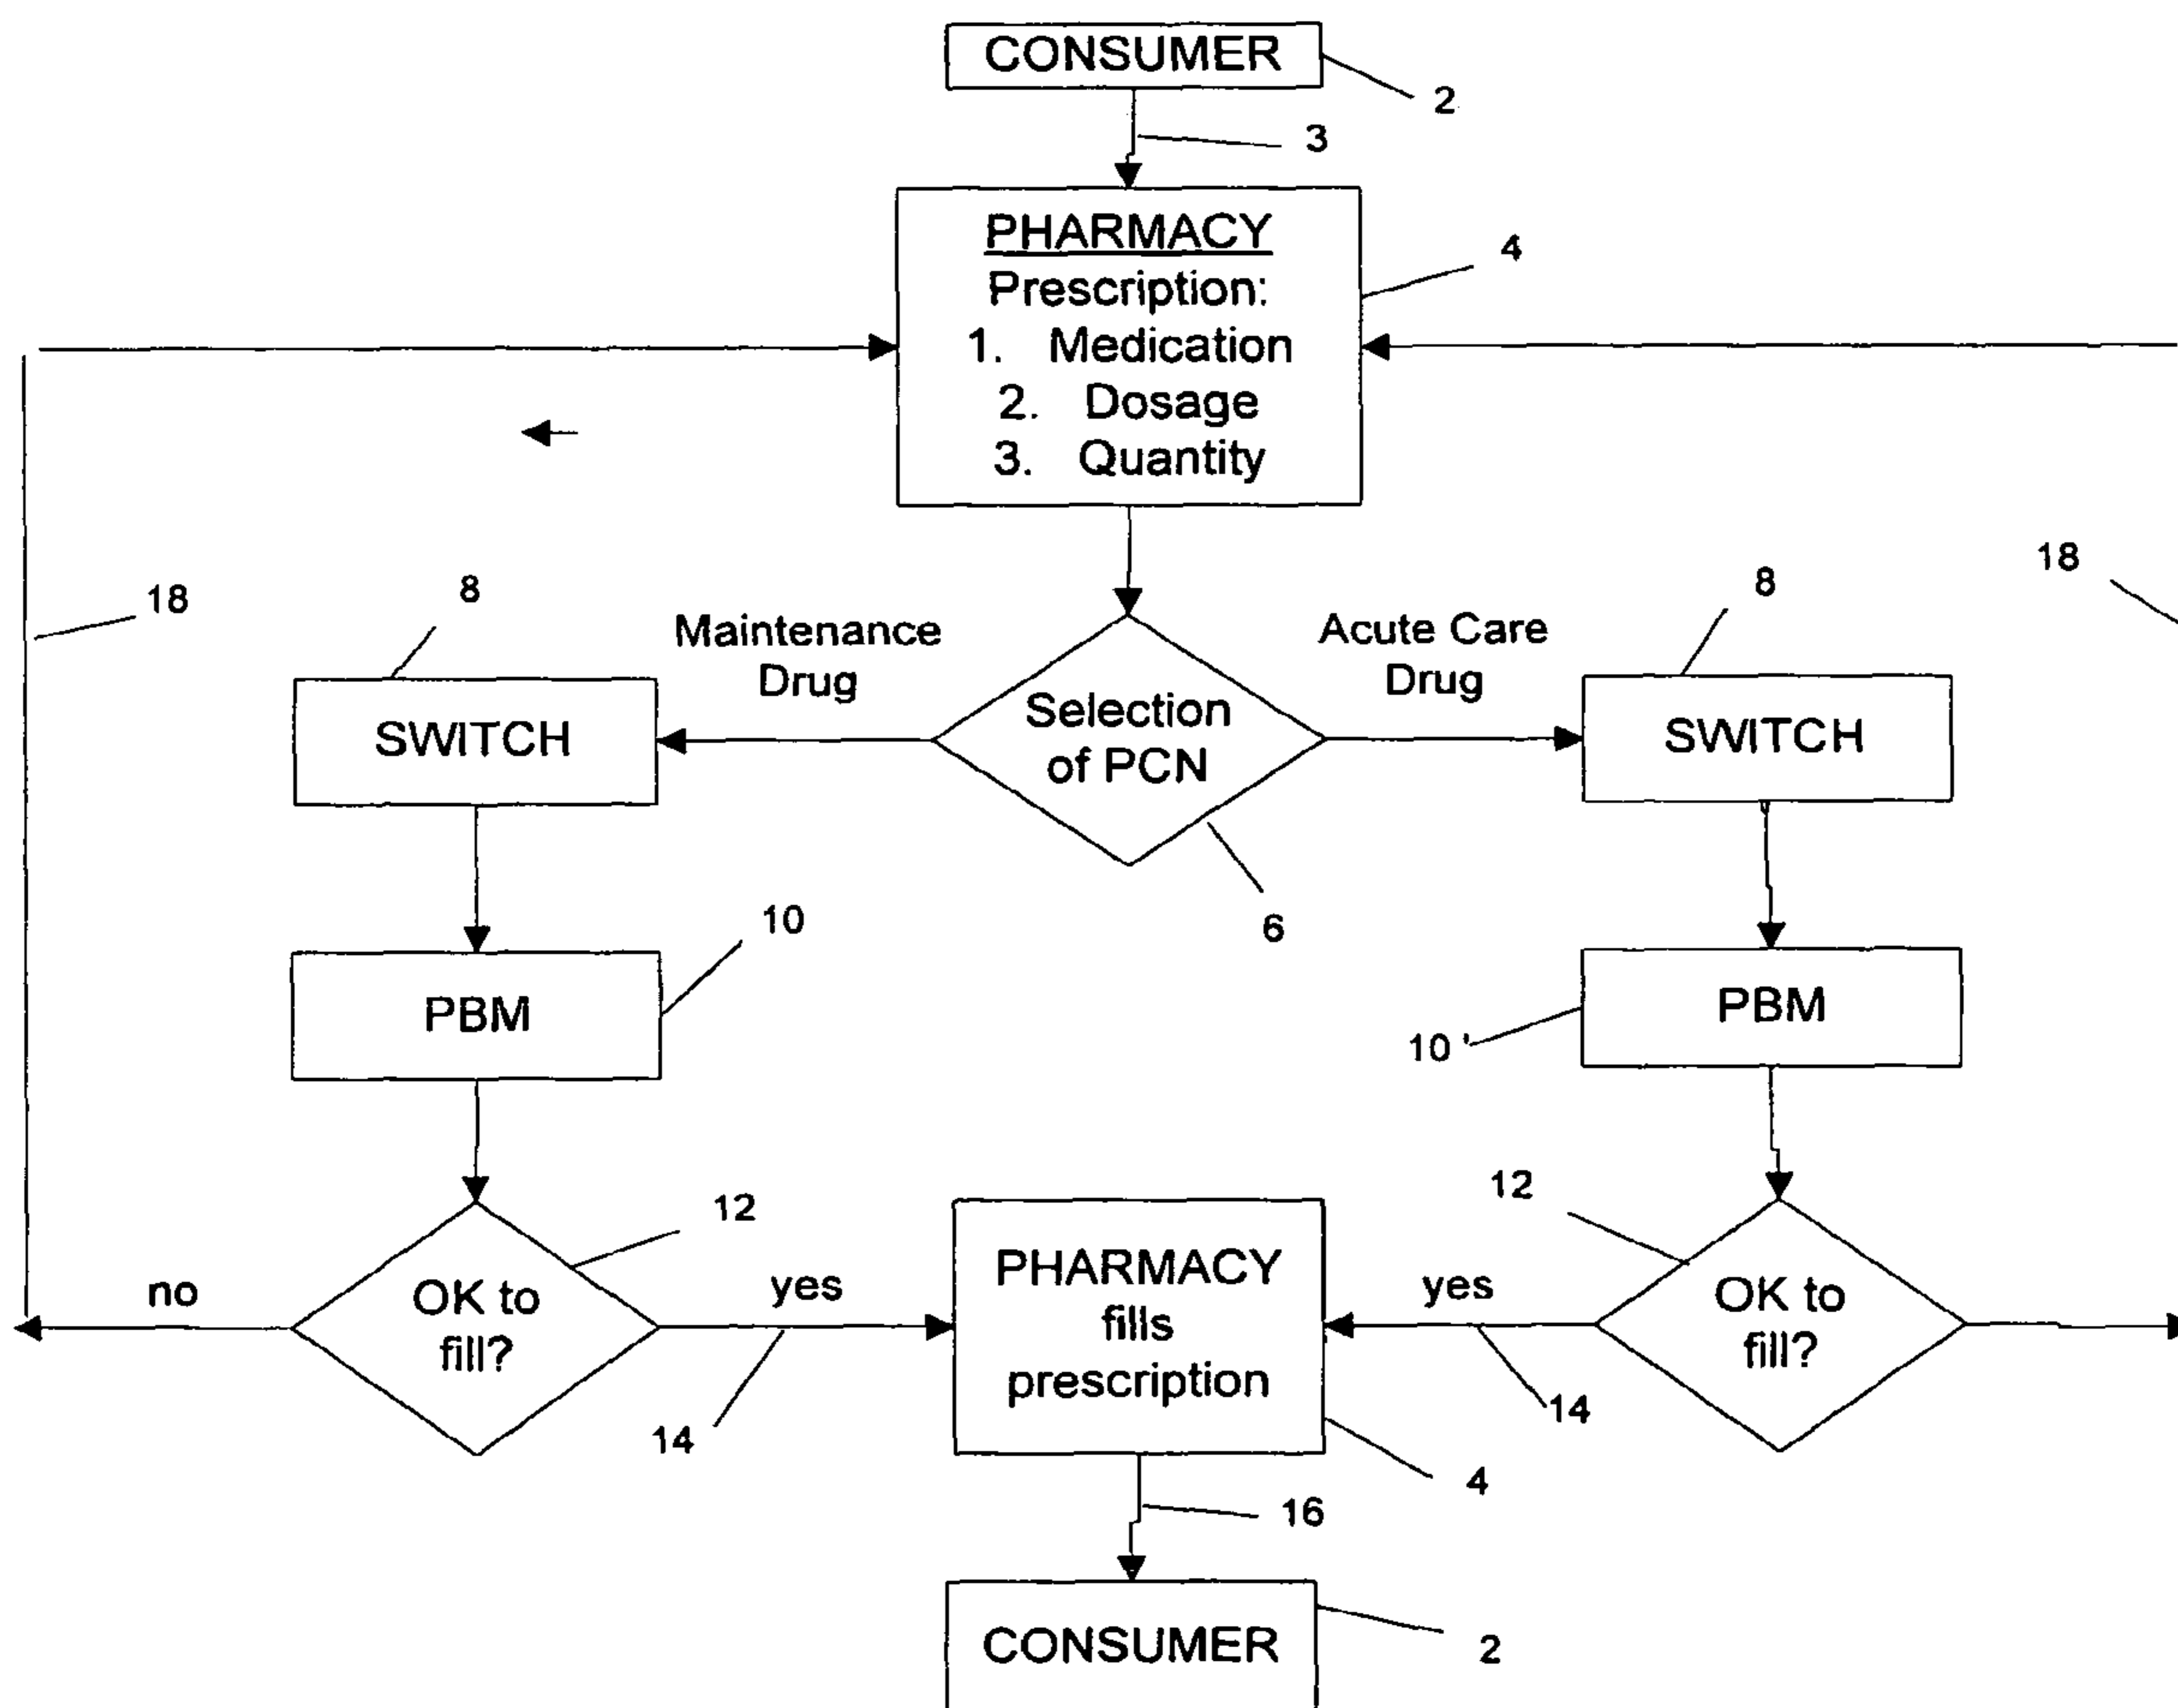 CONSUMER
2
3
PHARMACY
Prescription:
1. Medication
2. Dosage
3. Quantity
4
18
8
Maintenance
Drug
Selection
of PCN
6
Acute Care
Drug
8
18
SWITCH
SWITCH
PBM
10
PBM
10 '
OK to
fill?
12
no
yes
14
PHARMACY
fills
prescription
4
yes
14
OK to
fill?
12
16
CONSUMER
2